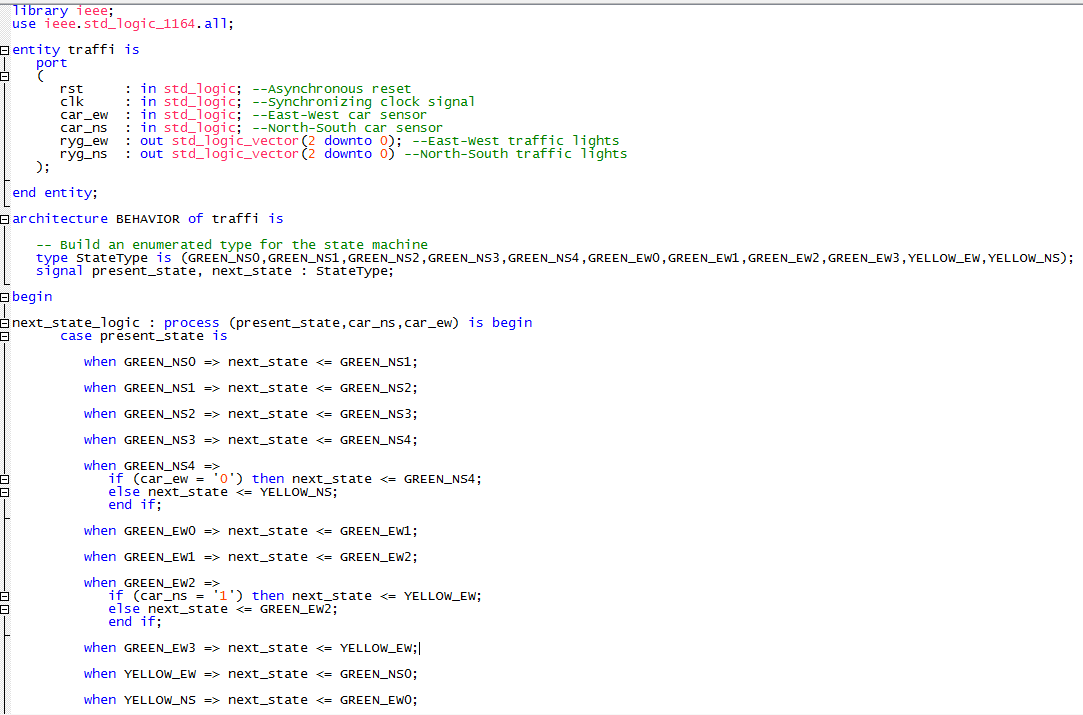 library ieee;
use ieee.std_logic_1164.all;
entity traffi is
port
(
rst : in std_logic; --Asynchronous reset
clk : in std_logic; --Synchronizing clock signal
car_ew : in std_logic; --East-West car sensor
car_ns : in std_logic; --North-South car sensor
ryg_ew : out std_logic_vector(2 downto 0); --East-West traffic lights
ryg_ns : out std_logic_vector(2 downto 0) --North-South traffic lights
);
end entity;
architecture BEHAVIOR of traffi is
-- Build an enumerated type for the state machine
type StateType is (GREEN_NS0,GREEN_NS1,GREEN_NS2,GREEN_NS3,GREEN_NS4,GREEN_EW0,GREEN_EW1,GREEN_EW2,GREEN_EW3,YELLOW_EW,YELLOW_NS);
signal present_state, next_state : StateType;
begin
next_state_logic : process (present_state,car_ns,car_ew) is begin
case present_state is
when GREEN_NS0 => next_state <= GREEN_NS1;
when GREEN_NS1 => next_state <= GREEN_NS2;
when GREEN_NS2 => next_state <= GREEN_NS3;
when GREEN_NS3 => next_state <= GREEN_NS4;
when GREEN_NS4 =>
if (car_ew = '0') then next_state <= GREEN_NS4;
else next_state <= YELLOW_NS;
end if;
when GREEN_EW0 => next_state <= GREEN_EW1;
when GREEN_EW1 => next_state <= GREEN_EW2;
when GREEN_EW2 =>
if (car_ns = '1') then next_state <= YELLOW_EW;
else next_state <= GREEN_EW2;
end if;
when GREEN_EW3 => next_state <= YELLOW_EW;
when YELLOW_EW => next_state <= GREEN_NS0;
when YELLOW_NS => next_state <= GREEN_EW0;